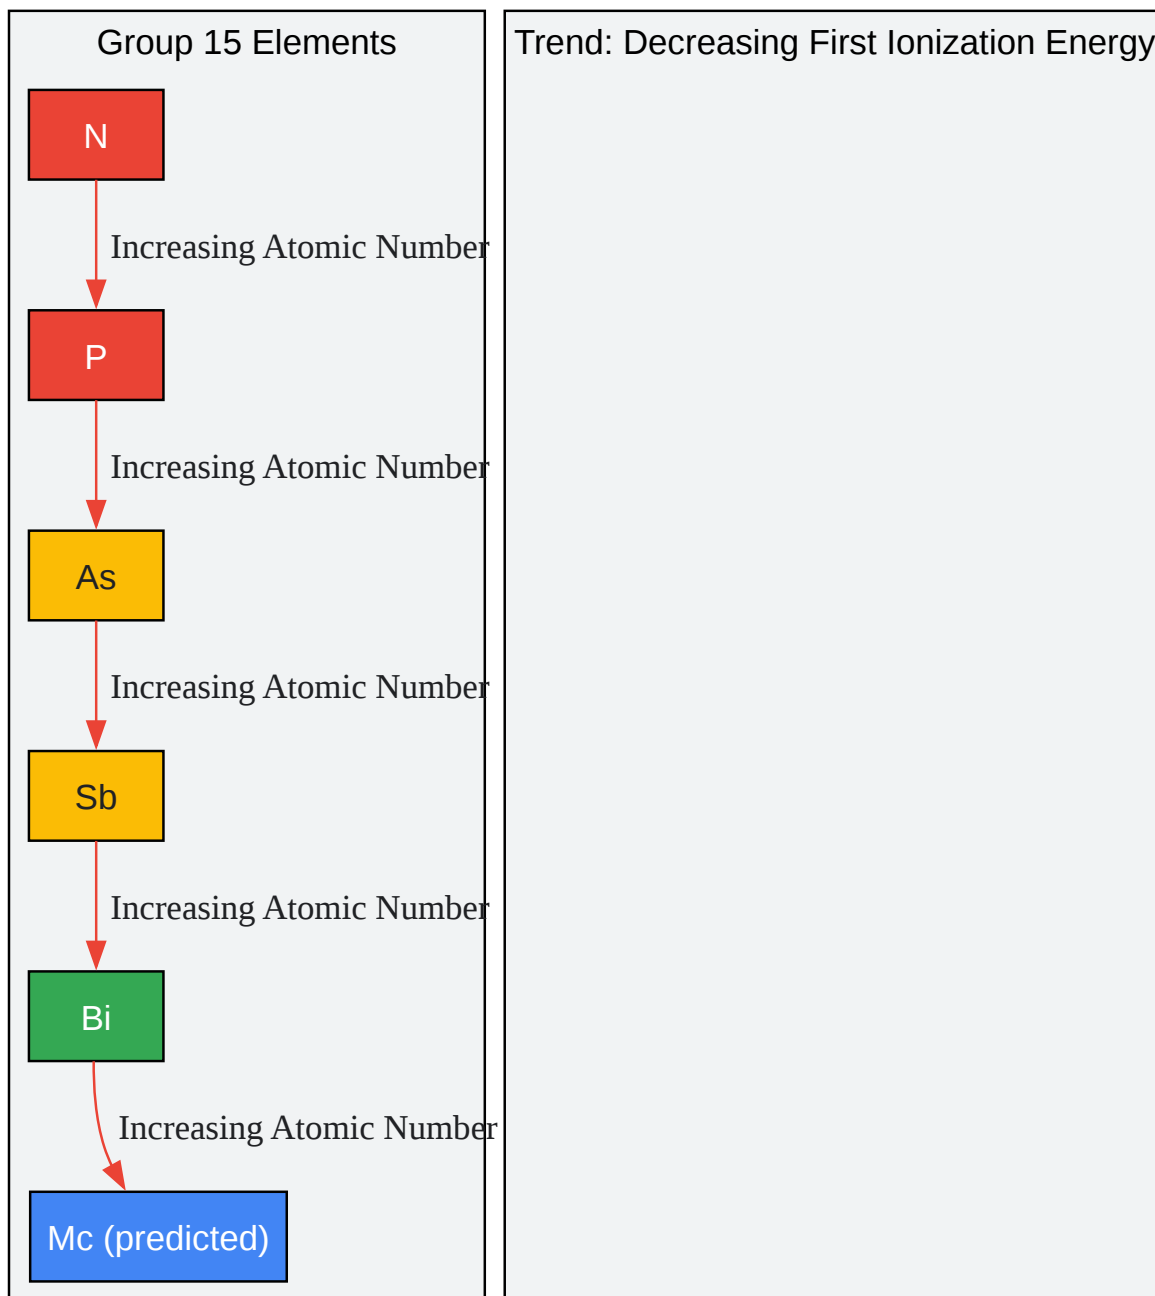 Group 15 Elements
Trend: Decreasing First Ionization Energy
N
Increasing Atomic Number
P
Increasing Atomic Number
As
Increasing Atomic Number
Sb
Increasing Atomic Number
Bi
Increasing Atomic Number
Mc (predicted)